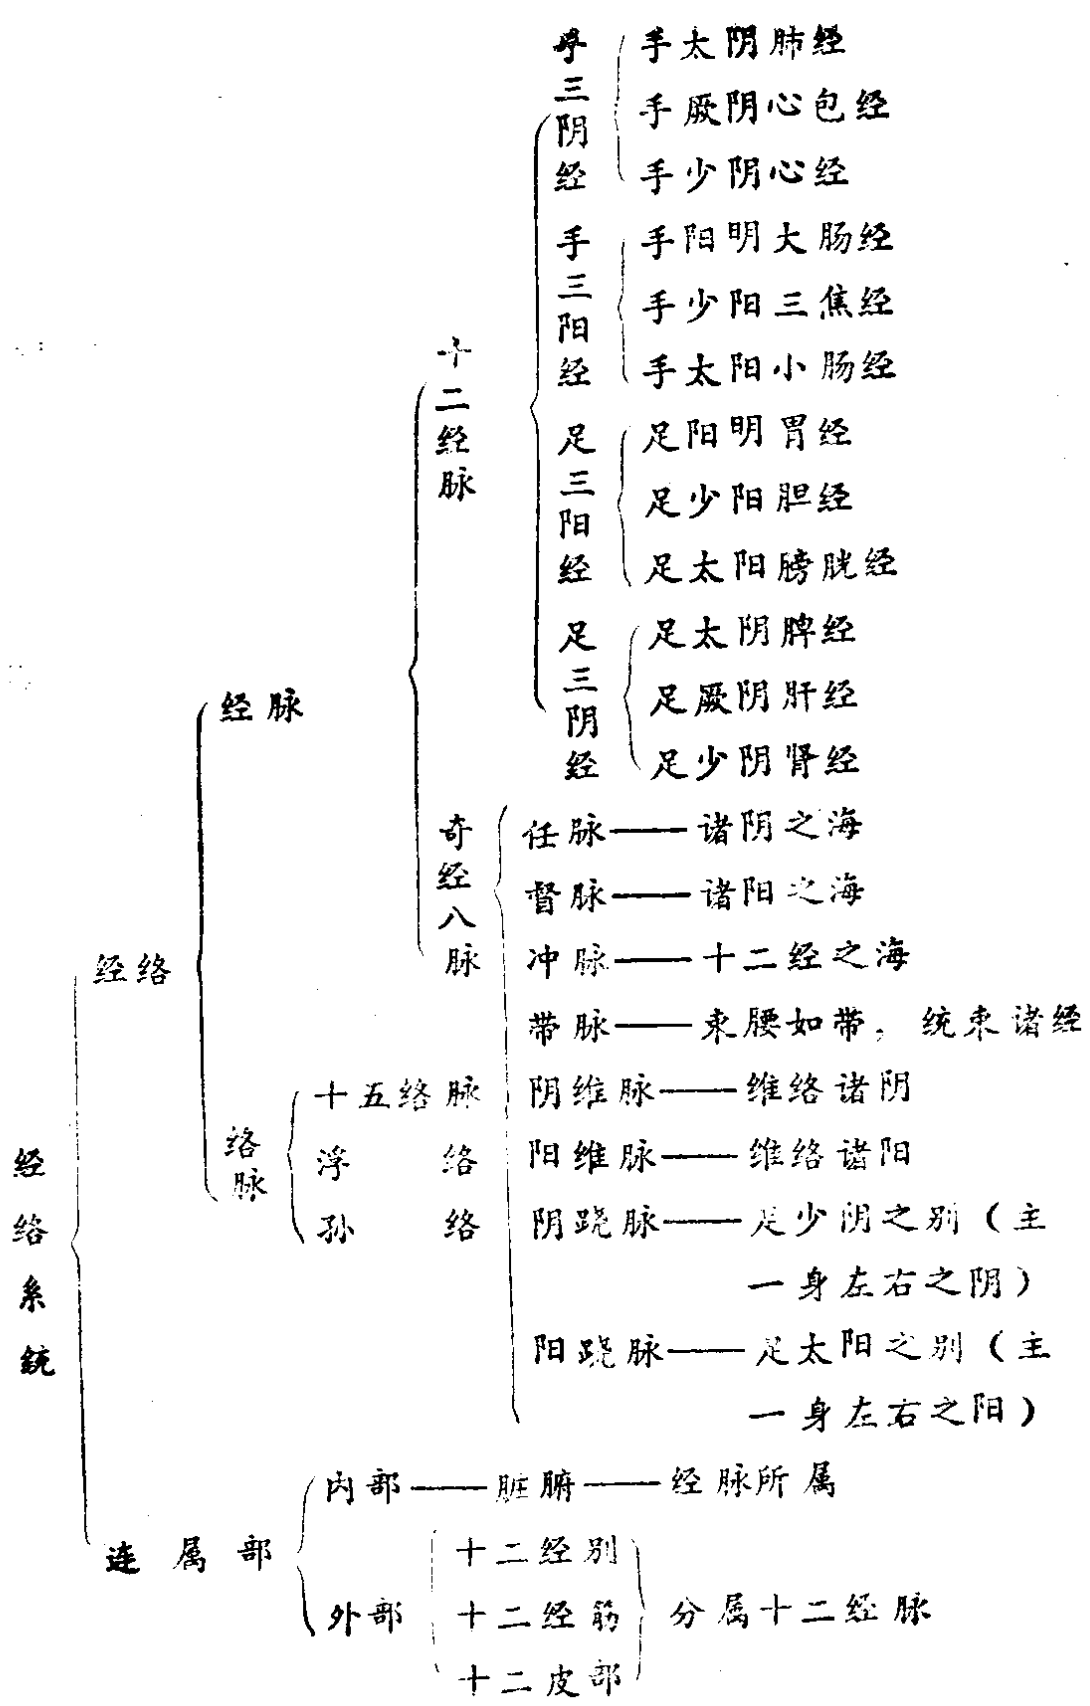 经络系统
经络
经脉
十二经脉
手三阴经
手太阴肺经
手厥阴心包经
手少阴心经
手三阳经
手阳明大肠经
手少阳三焦经
手太阳小肠经
足三阳经
足阳明胃经
足少阳胆经
足太阳膀胱经
足三阴经
足太阴脾经
足厥阴肝经
足少阴肾经
奇经八脉
任脉——诸阴之海
督脉——诸阳之海
冲脉——十二经之海
带脉——束腰如带,统束诸经
阴维脉——维络诸阴
阳维脉——维络诸阳
阴跷脉——足少阴之别(主
一身左右之阴)
阳跷脉——足太阳之别(主
一身左右之阳)
络脉
十五络脉
浮络
孙络
连属部
内部——脏腑——经脉所属
外部
十二经别
十二经筋
十二皮部
分属十二经脉